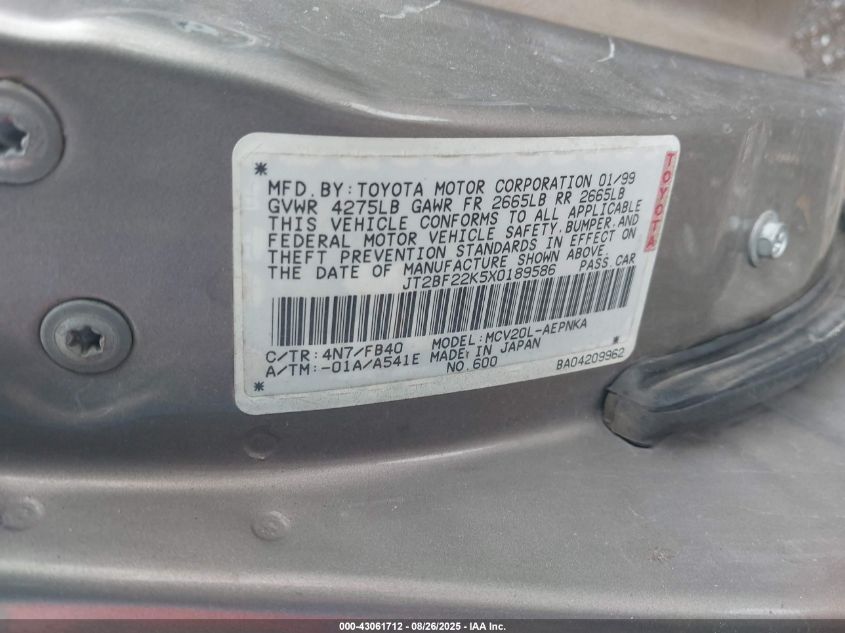 *
MFD. BY: TOYOTA MOTOR CORPORATION 01/99
GVWR 4275LB GAWR FR 2665LB RR 2665LB
THIS VEHICLE CONFORMS TO ALL APPLICABLE
FEDERAL MOTOR VEHICLE SAFETY, BUMPER, AND
THEFT PREVENTION STANDARDS IN EFFECT ON
THE DATE OF MANUFACTURE SHOWN ABOVE.
JT2BF22K5X0189586 PASS. CAR
TOYOTA
C/TR: 4N7/FB40 MODEL: MCV20L-AEPNKA
A/TM: -01A/A541E MADE IN JAPAN
* NO. 600 BA04209962
000-43061712 - 08/26/2025 - IAA Inc.